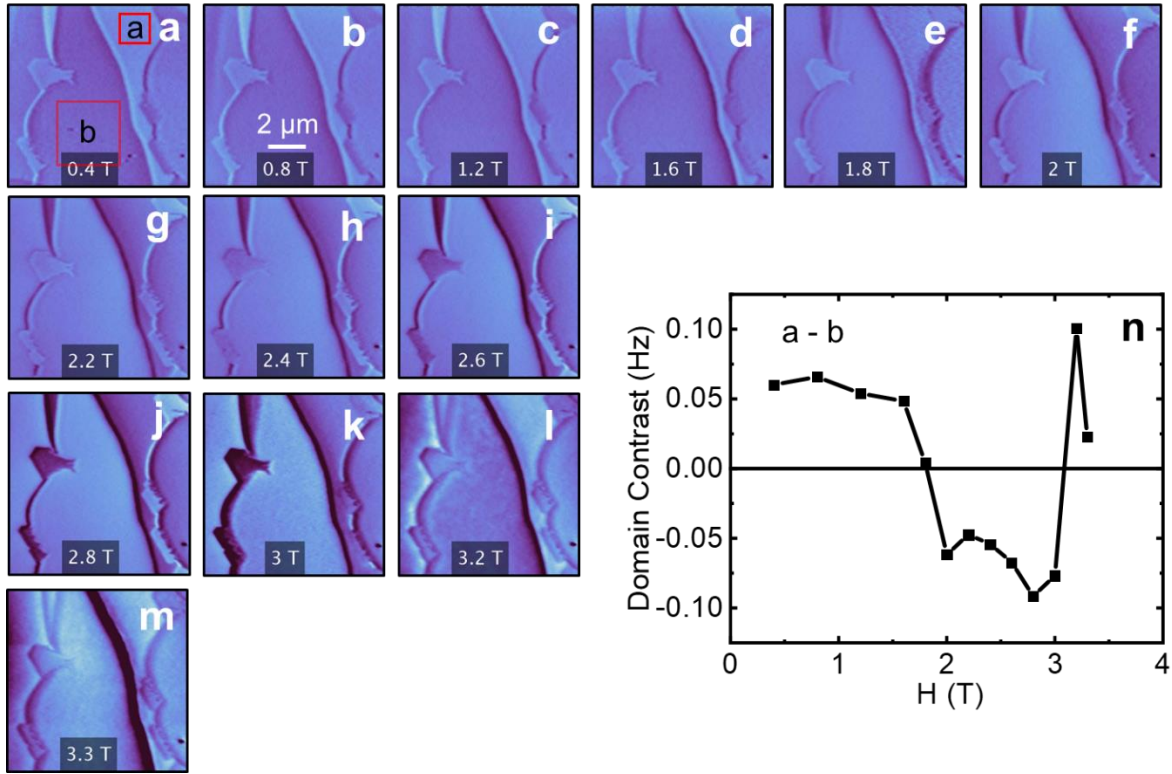 a
a
b
0.4 T
b
2 µm
0.8 T
c
1.2 T
d
1.6 T
e
1.8 T
f
2 T
g
2.2 T
h
2.4 T
i
2.6 T
j
2.8 T
k
3 T
l
3.2 T
m
3.3 T
a - b
n
Domain Contrast (Hz)
0.10
0.05
0.00
-0.05
-0.10
0 1 2 3 4
H (T)